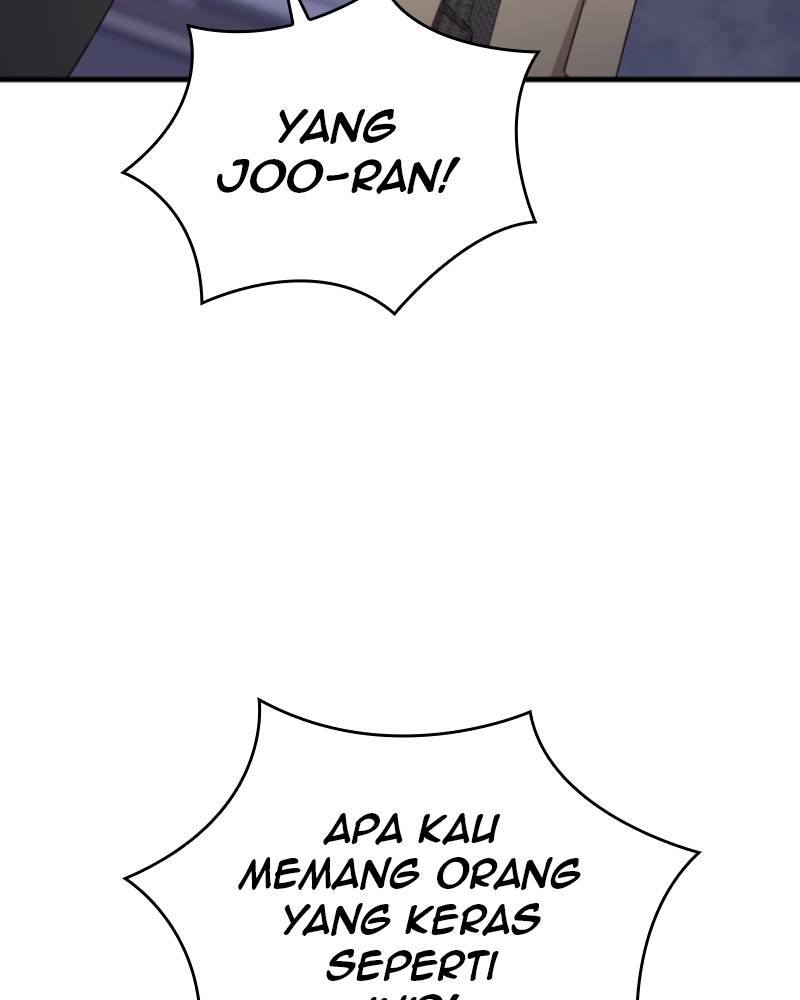 YANG
JOO-RAN!
APA KAU
MEMANG ORANG
YANG KERAS
SEPERTI